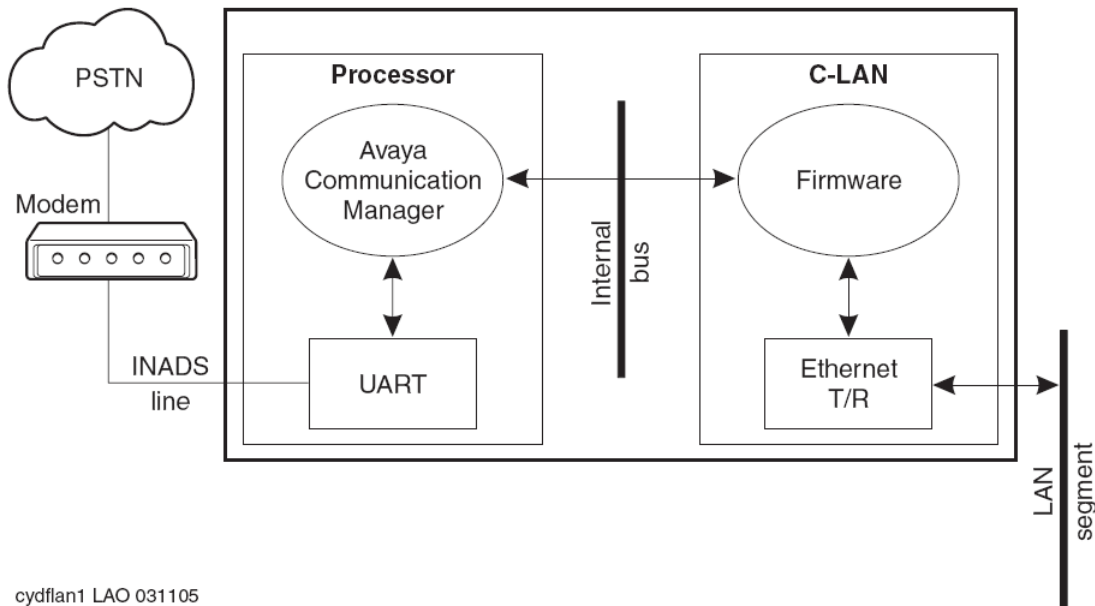 PSTN
Modem
INADS
line
Processor
Avaya
Communication
Manager
UART
Internal
bus
C-LAN
Firmware
Ethernet
T/R
LAN
segment
cydflan1 LAO 031105